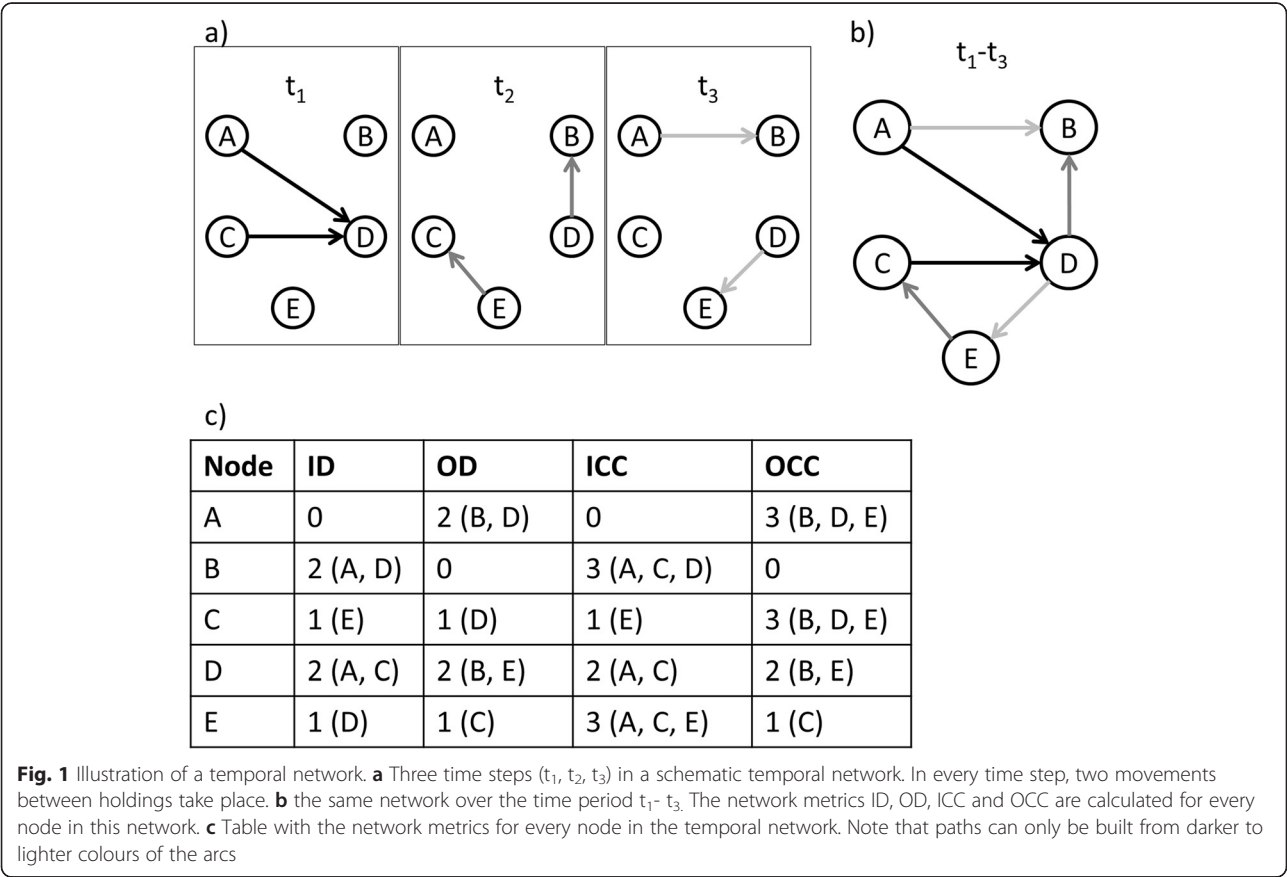 a)
t₁
A
B
C
D
E
t₂
A
B
C
D
E
t₃
A
B
C
D
E
b)
t₁-t₃
A
B
C
D
E
c)
Node ID OD ICC OCC
A 0 2 (B, D) 0 3 (B, D, E)
B 2 (A, D) 0 3 (A, C, D) 0
C 1 (E) 1 (D) 1 (E) 3 (B, D, E)
D 2 (A, C) 2 (B, E) 2 (A, C) 2 (B, E)
E 1 (D) 1 (C) 3 (A, C, E) 1 (C)
Fig. 1 Illustration of a temporal network. a Three time steps (t₁, t₂, t₃) in a schematic temporal network. In every time step, two movements
between holdings take place. b the same network over the time period t₁- t₃. The network metrics ID, OD, ICC and OCC are calculated for every
node in this network. c Table with the network metrics for every node in the temporal network. Note that paths can only be built from darker to
lighter colours of the arcs